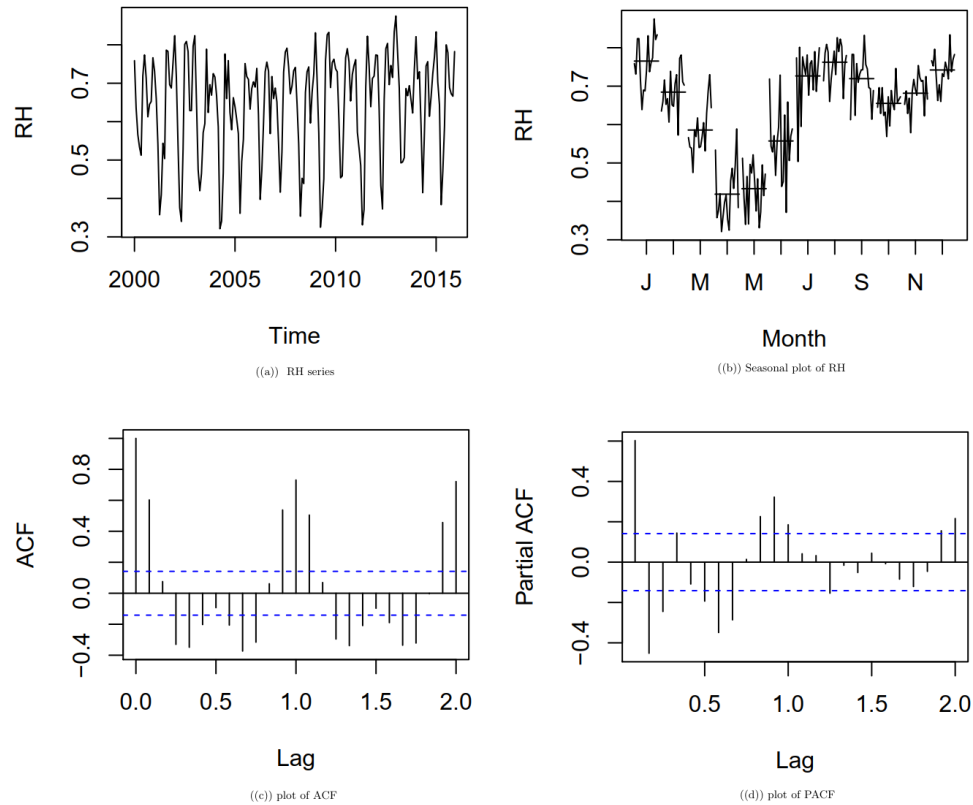 RH
0.3 0.5 0.7
2000 2005 2010 2015
Time
((a)) RH series
RH
0.3 0.5 0.7
J M M J S N
Month
((b)) Seasonal plot of RH
ACF
−0.4 0.0 0.4 0.8
0.0 0.5 1.0 1.5 2.0
Lag
((c)) plot of ACF
Partial ACF
−0.4 0.0 0.4
0.5 1.0 1.5 2.0
Lag
((d)) plot of PACF